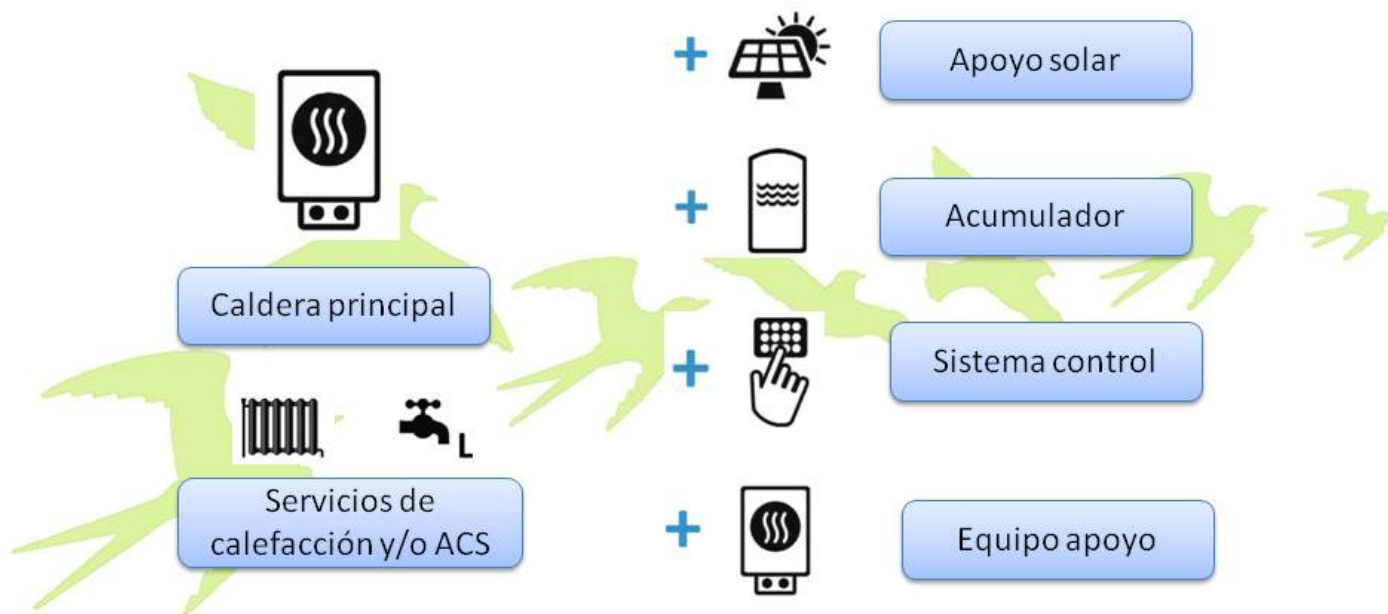 Caldera principal
Servicios de
calefacción y/o ACS
L
+
Apoyo solar
+
Acumulador
+
Sistema control
+
Equipo apoyo